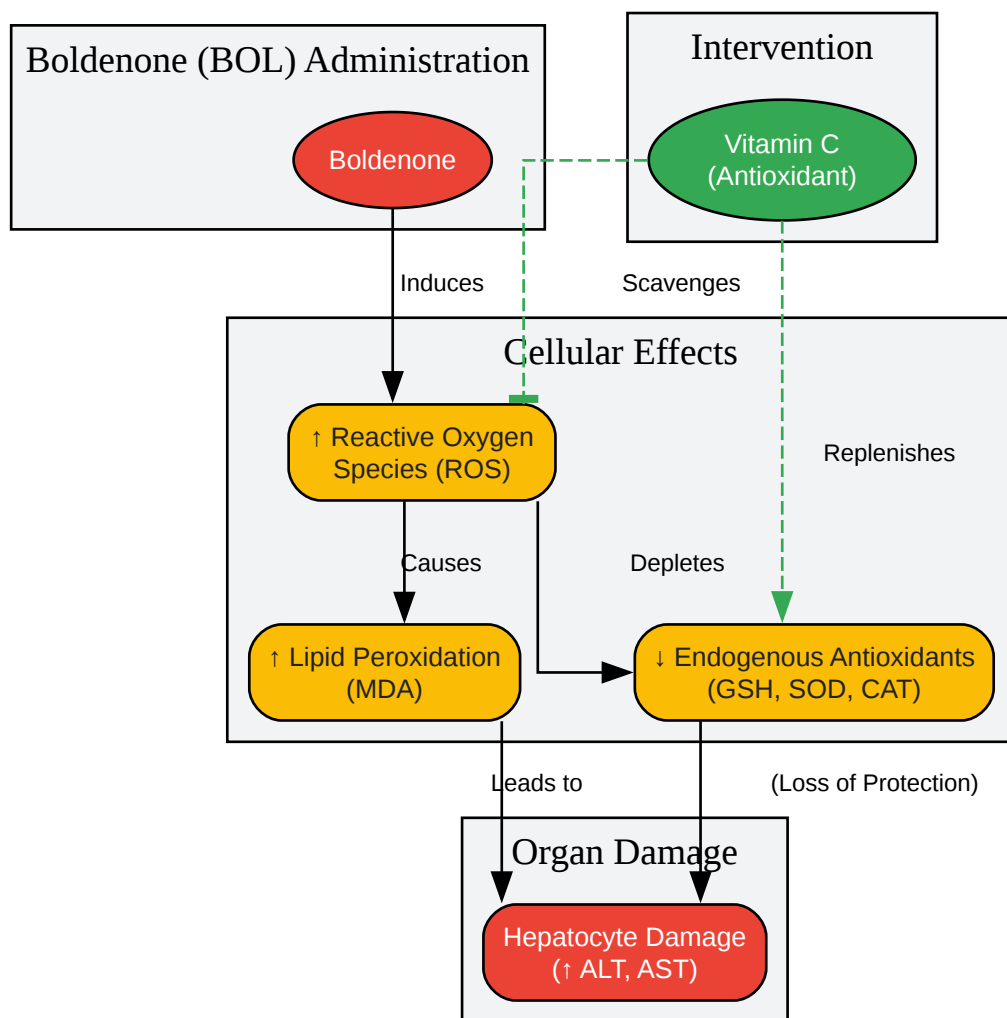 Boldenone (BOL) Administration
Intervention
Boldenone
Vitamin C
(Antioxidant)
Induces
Scavenges
Cellular Effects
↑ Reactive Oxygen
Species (ROS)
Replenishes
Causes
Depletes
↑ Lipid Peroxidation
(MDA)
↓ Endogenous Antioxidants
(GSH, SOD, CAT)
Leads to
(Loss of Protection)
Organ Damage
Hepatocyte Damage
(↑ ALT, AST)